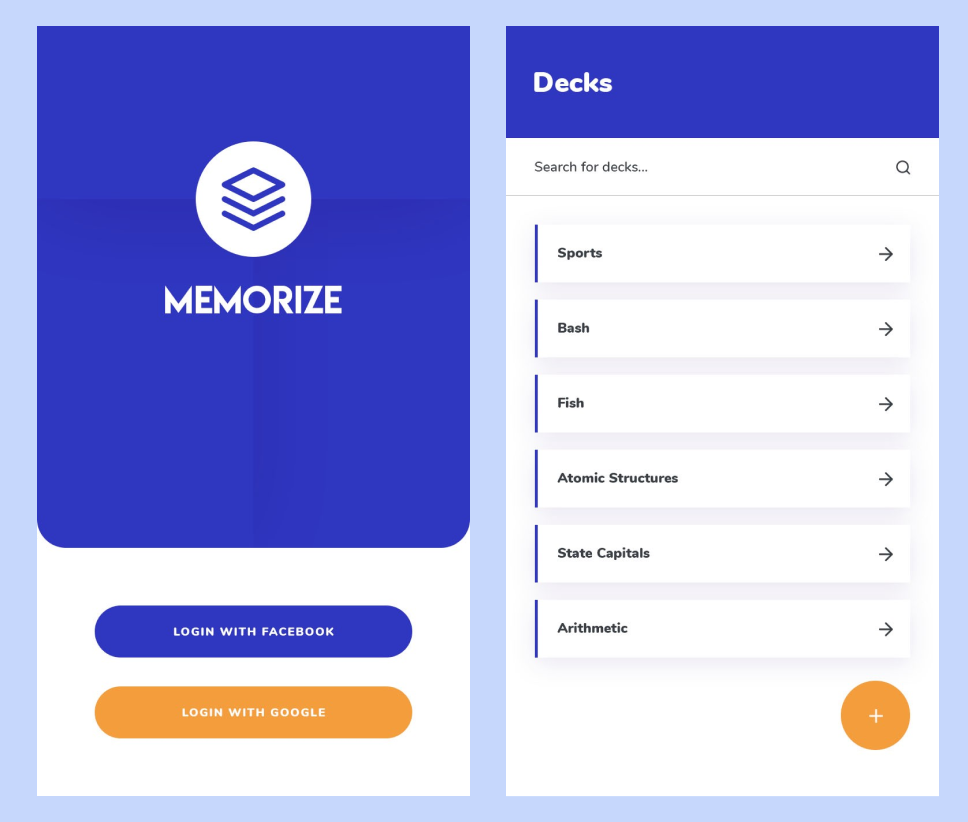 MEMORIZE
LOGIN WITH FACEBOOK
LOGIN WITH GOOGLE
Decks
Search for decks...
Sports
Bash
Fish
Atomic Structures
State Capitals
Arithmetic